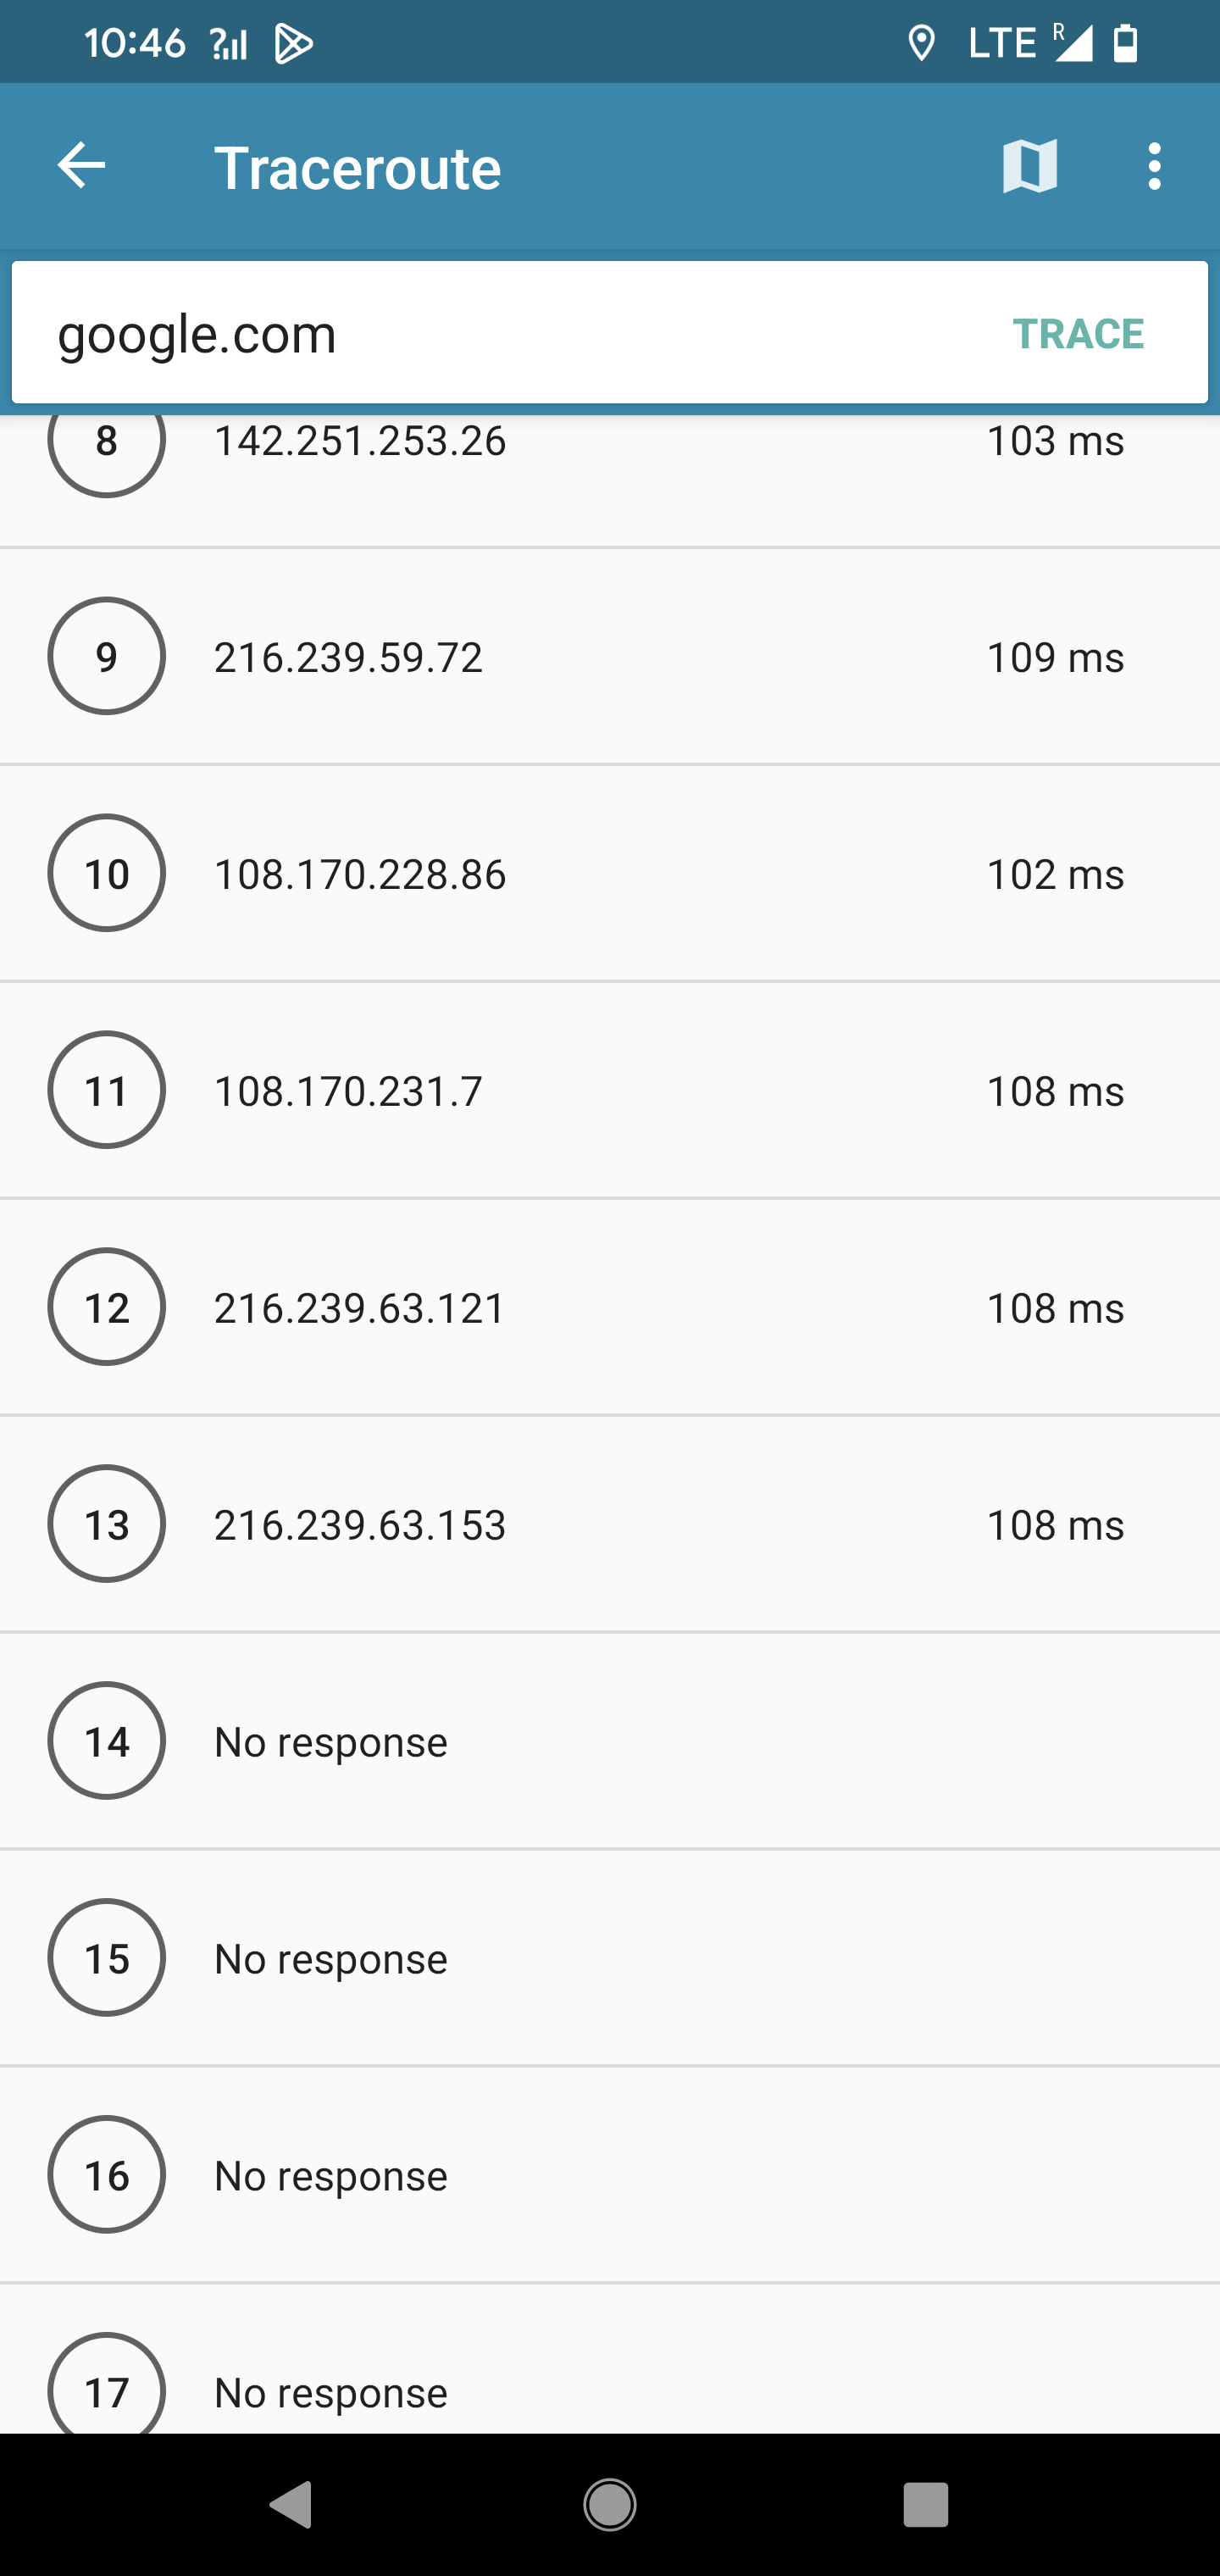 10:46 ? LTE R
Traceroute
google.com TRACE
8 142.251.253.26 103 ms
9 216.239.59.72 109 ms
10 108.170.228.86 102 ms
11 108.170.231.7 108 ms
12 216.239.63.121 108 ms
13 216.239.63.153 108 ms
14 No response
15 No response
16 No response
17 No response